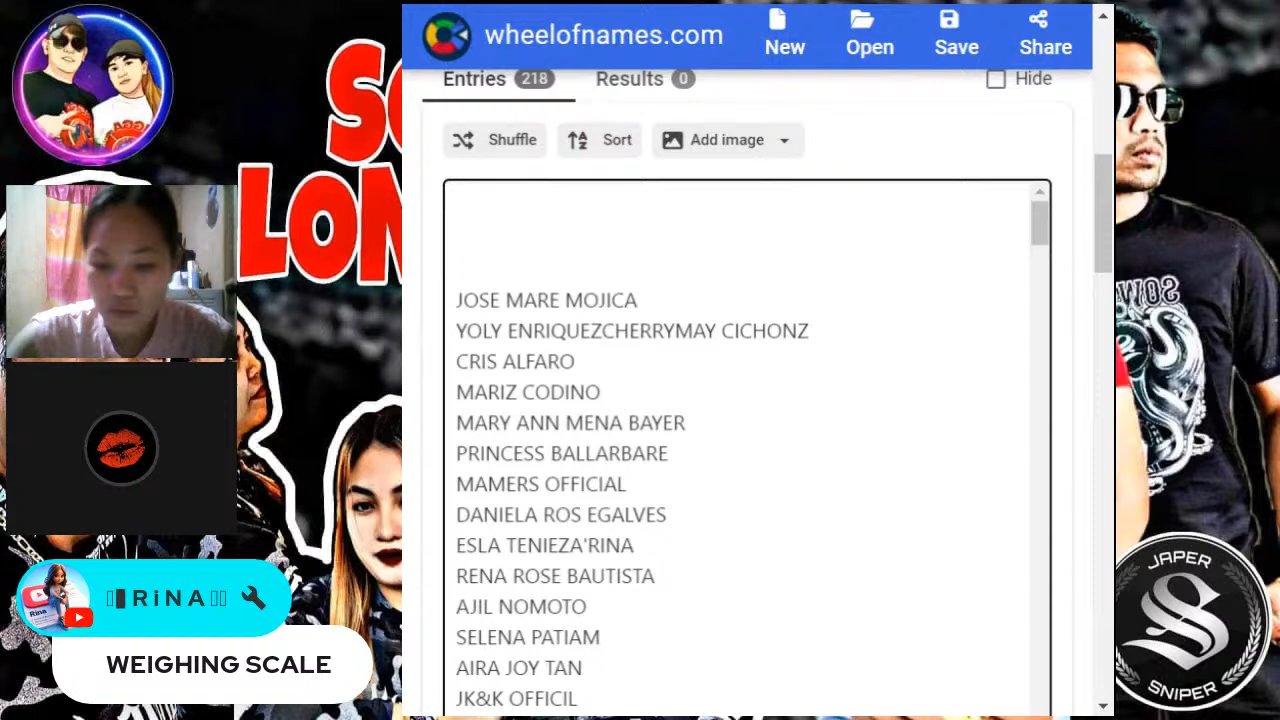 wheelofnames.com
New
Open
Save
Share
Entries 218
Results 0
Hide
Shuffle
Sort
Add image
JOSE MARE MOJICA
YOLY ENRIQUEZCHERRYMAY CICHONZ
CRIS ALFARO
MARIZ CODINO
MARY ANN MENA BAYER
PRINCESS BALLARBARE
MAMERS OFFICIAL
DANIELA ROS EGALVES
ESLA TENIEZA'RINA
RENA ROSE BAUTISTA
AJIL NOMOTO
SELENA PATIAM
AIRA JOY TAN
JK&K OFFICIL
Rina
RiNA
WEIGHING SCALE
JAPER
S
SNIPER